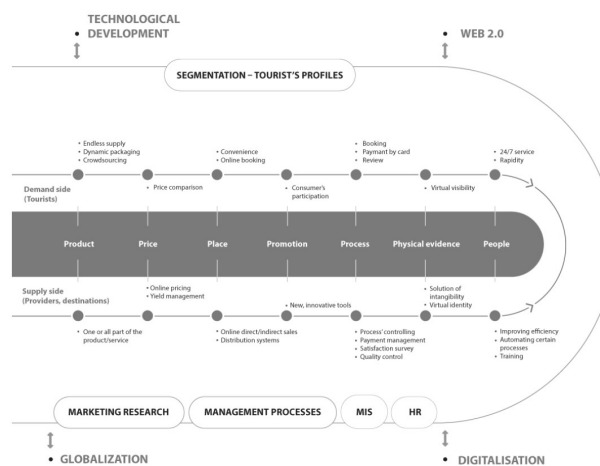 TECHNOLOGICAL
• DEVELOPMENT
• WEB 2.0
SEGMENTATION – TOURIST'S PROFILES
• Endless supply
• Dynamic packaging
• Crowdsourcing
• Convenience
• Online booking
• Booking
• Paymant by card
• Review
• 24/7 service
• Rapidity
Demand side
(Tourists)
• Price comparison
• Consumer's
participation
• Virtual visibility
Product
Price
Place
Promotion
Process
Physical evidence
People
Supply side
(Providers, destinations)
• Online pricing
• Yield management
• New, innovative tools
• Solution of
intangibility
• Virtual identity
• One or all part of the
product/service
• Online direct/indirect sales
• Distribution systems
• Process' controlling
• Payment management
• Satisfaction survey
• Quality control
• Improving efficiency
• Automating certain
processes
• Training
MARKETING RESEARCH
MANAGEMENT PROCESSES
MIS
HR
• GLOBALIZATION
• DIGITALISATION